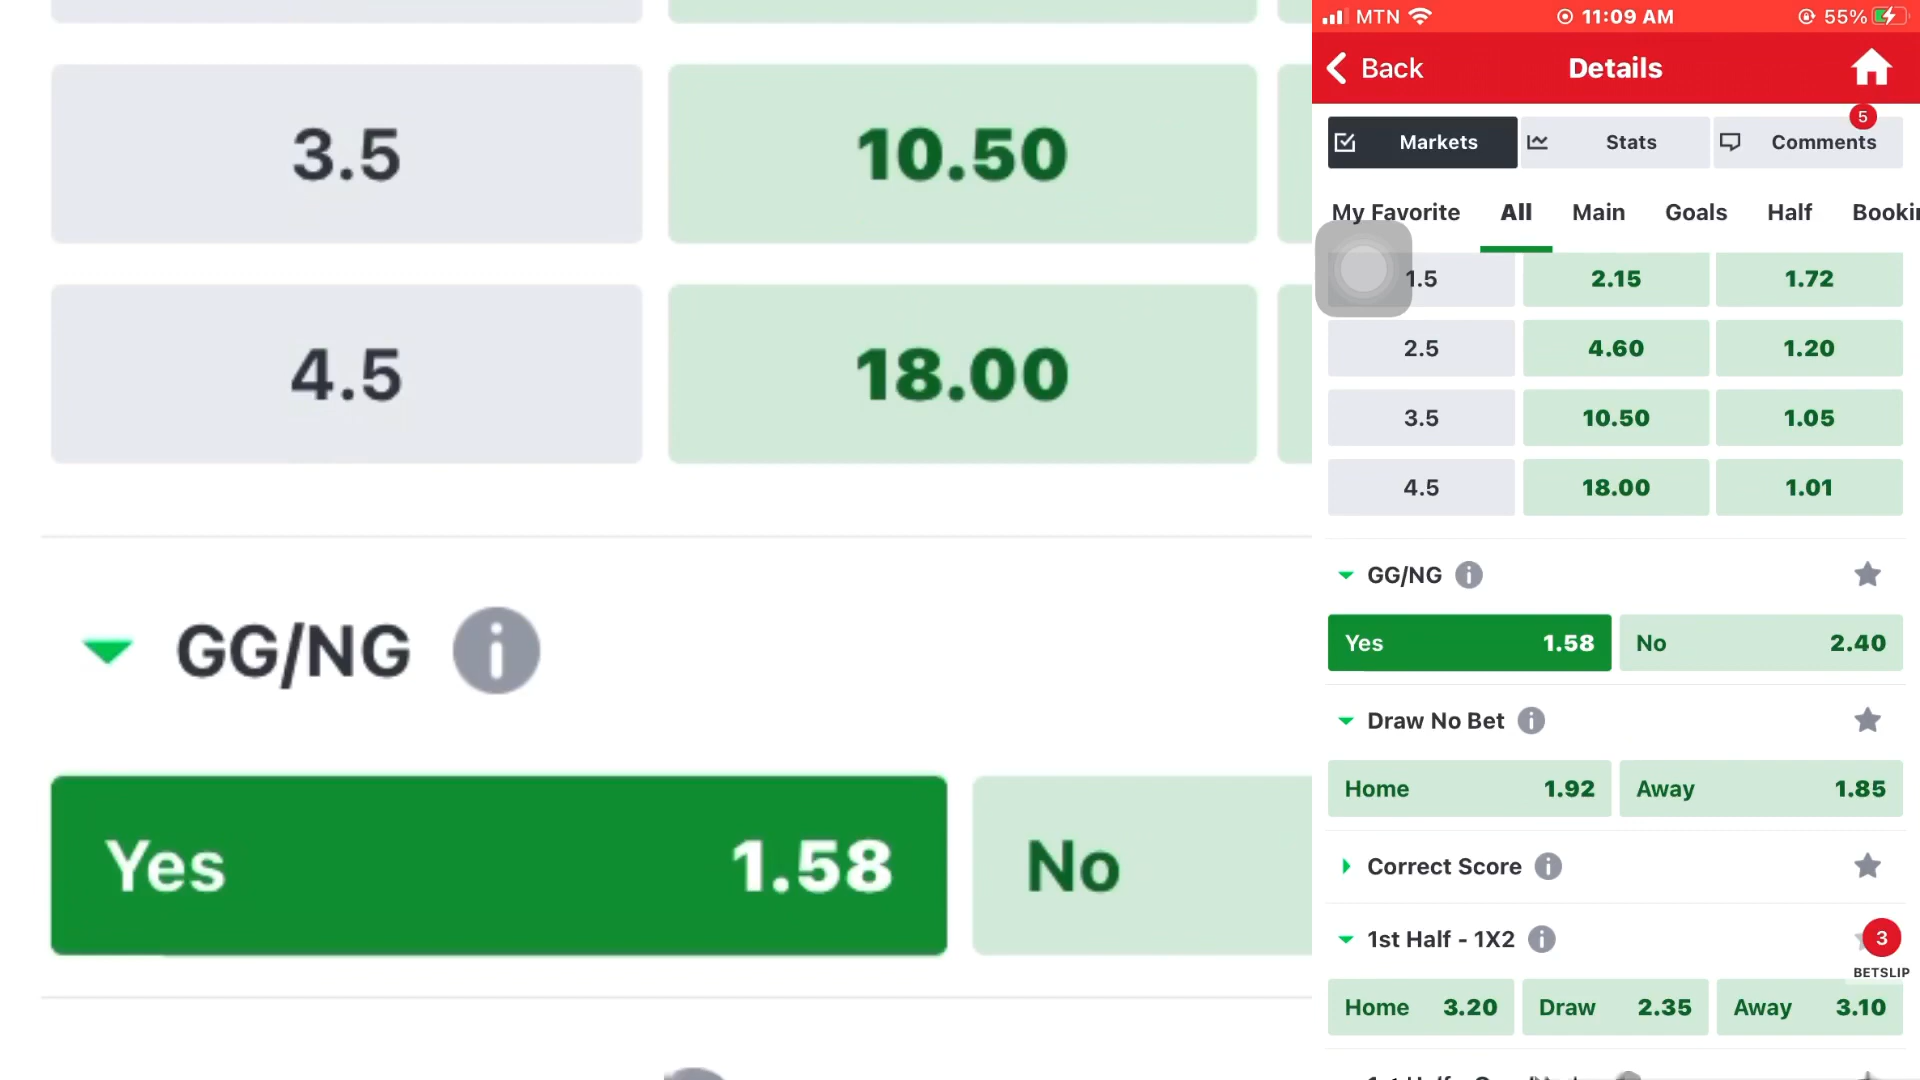 3.5 10.50
4.5 18.00
GG/NG i
Yes 1.58 No
MTN 11:09 AM 55%
Back Details
5
Markets Stats Comments
My Favorite All Main Goals Half Bookin
1.5 2.15 1.72
2.5 4.60 1.20
3.5 10.50 1.05
4.5 18.00 1.01
GG/NG i
Yes 1.58 No 2.40
Draw No Bet i
Home 1.92 Away 1.85
Correct Score i
1st Half - 1X2 i
3
BETSLIP
Home 3.20 Draw 2.35 Away 3.10